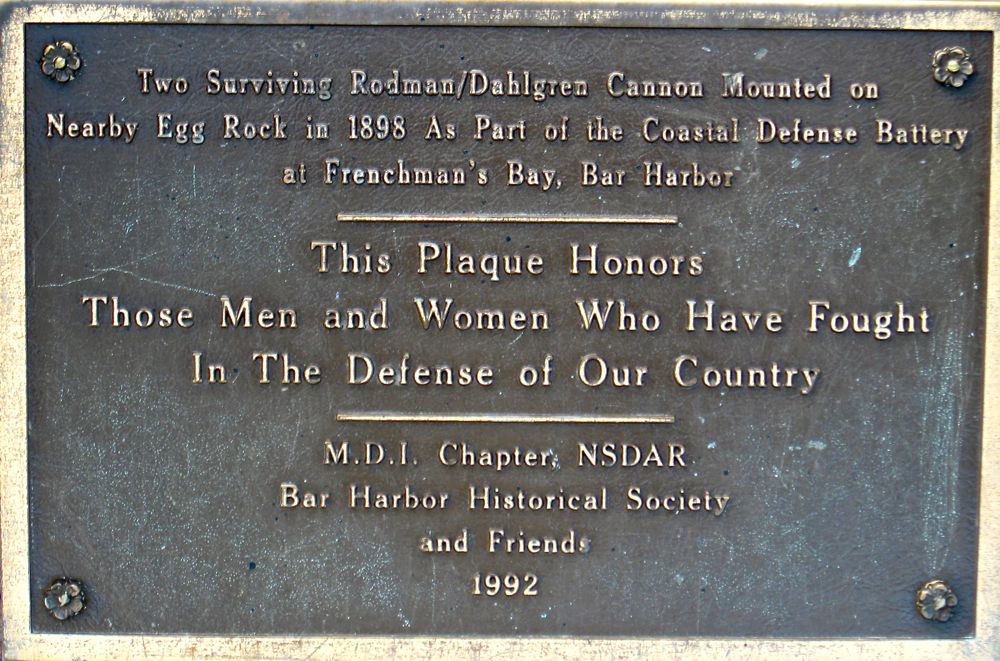 Two Surviving Rodman/Dahlgren Cannon Mounted on
Nearby Egg Rock in 1898 As Part of the Coastal Defense Battery
at Frenchman's Bay, Bar Harbor
This Plaque Honors
Those Men and Women Who Have Fought
In The Defense of Our Country
M.D.I. Chapter, NSDAR
Bar Harbor Historical Society
and Friends
1992